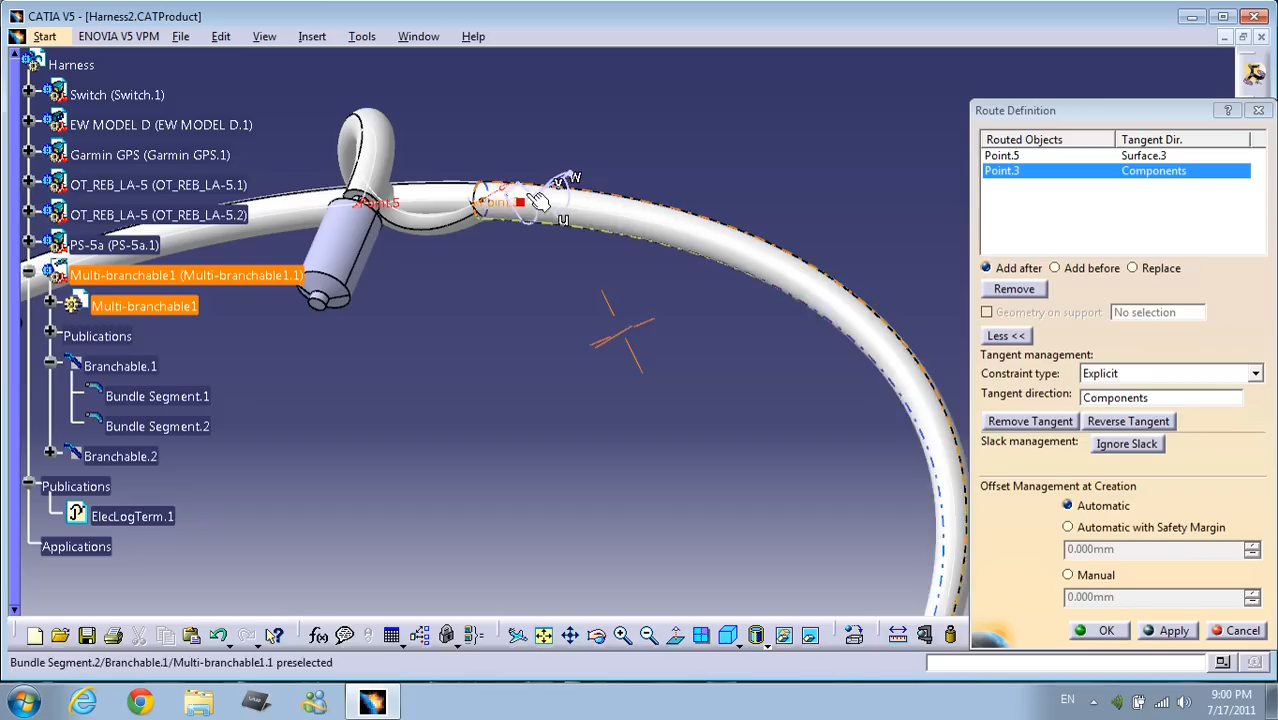 CATIA V5 - [Harness2.CATProduct]
Start ENOVIA V5 VPM File Edit View Insert Tools Window Help
Harness
Switch (Switch.1)
EW MODEL D (EW MODEL D.1)
Garmin GPS (Garmin GPS.1)
OT_REB_LA-5 (OT_REB_LA-5.1)
OT_REB_LA-5 (OT_REB_LA-5.2)
PS-5a (PS-5a.1)
Multi-branchable1 (Multi-branchable1.1)
Multi-branchable1
Publications
Branchable.1
Bundle Segment.1
Bundle Segment.2
Branchable.2
Publications
ElecLogTerm.1
Applications
Point.5
v w
u
Route Definition
Routed Objects Tangent Dir.
Point.5 Surface.3
Point.3 Components
Add after Add before Replace
Remove
Geometry on support No selection
Less <<
Tangent management:
Constraint type: Explicit
Tangent direction: Components
Remove Tangent Reverse Tangent
Slack management: Ignore Slack
Offset Management at Creation
Automatic
Automatic with Safety Margin
0.000mm
Manual
0.000mm
OK Apply Cancel
Bundle Segment.2/Branchable.1/Multi-branchable1.1 preselected
EN
9:00 PM
7/17/2011